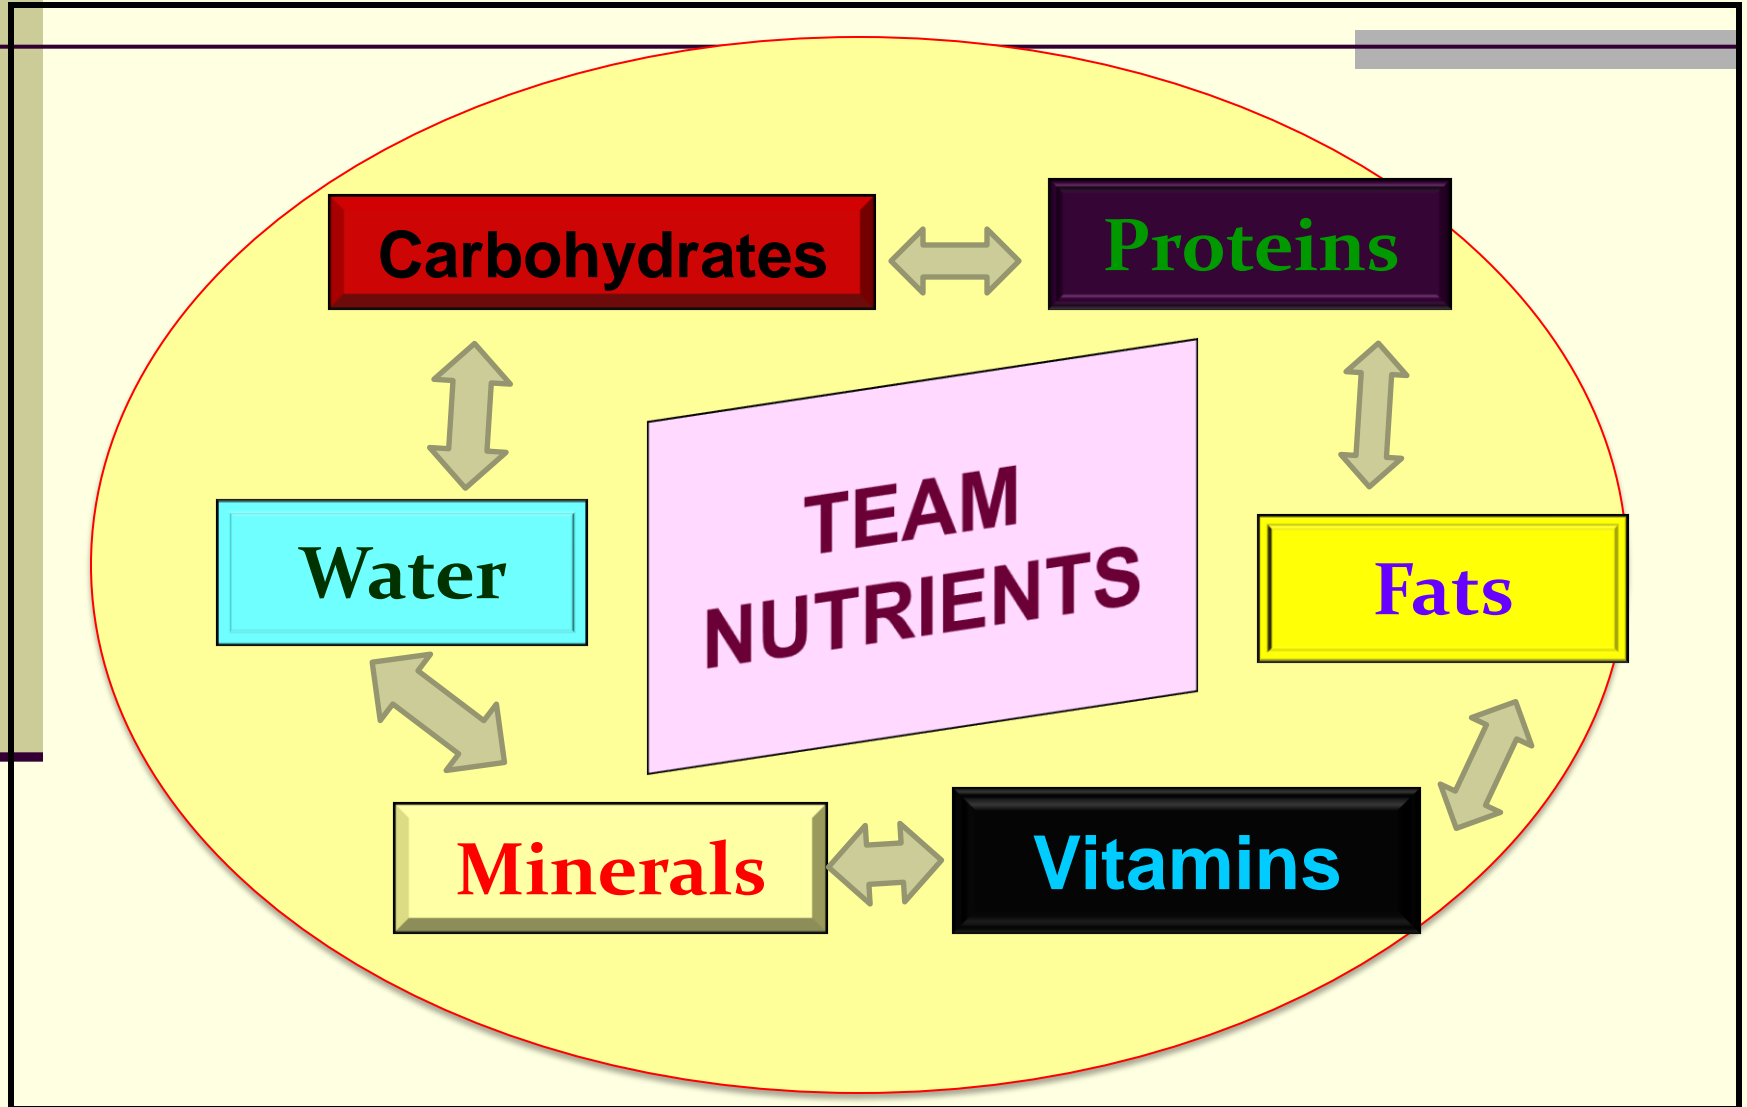 Carbohydrates
Proteins
TEAM
NUTRIENTS
Water
Fats
Minerals
Vitamins